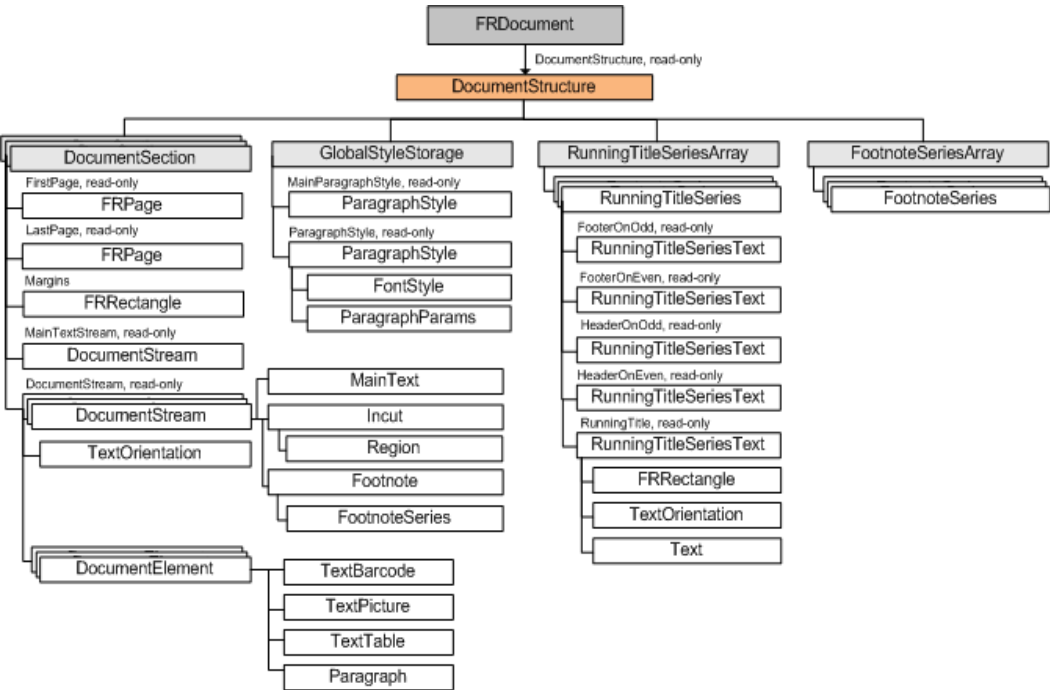 FRDocument
DocumentStructure, read-only
DocumentStructure
DocumentSection
FirstPage, read-only
FRPage
LastPage, read-only
FRPage
Margins
FRRectangle
MainTextStream, read-only
DocumentStream
DocumentStream, read-only
DocumentStream
TextOrientation
MainText
Incut
Region
Footnote
FootnoteSeries
DocumentElement
TextBarcode
TextPicture
TextTable
Paragraph
GlobalStyleStorage
MainParagraphStyle, read-only
ParagraphStyle
ParagraphStyle, read-only
ParagraphStyle
FontStyle
ParagraphParams
RunningTitleSeriesArray
RunningTitleSeries
FooterOnOdd, read-only
RunningTitleSeriesText
FooterOnEven, read-only
RunningTitleSeriesText
HeaderOnOdd, read-only
RunningTitleSeriesText
HeaderOnEven, read-only
RunningTitleSeriesText
RunningTitle, read-only
RunningTitleSeriesText
FRRectangle
TextOrientation
Text
FootnoteSeriesArray
FootnoteSeries